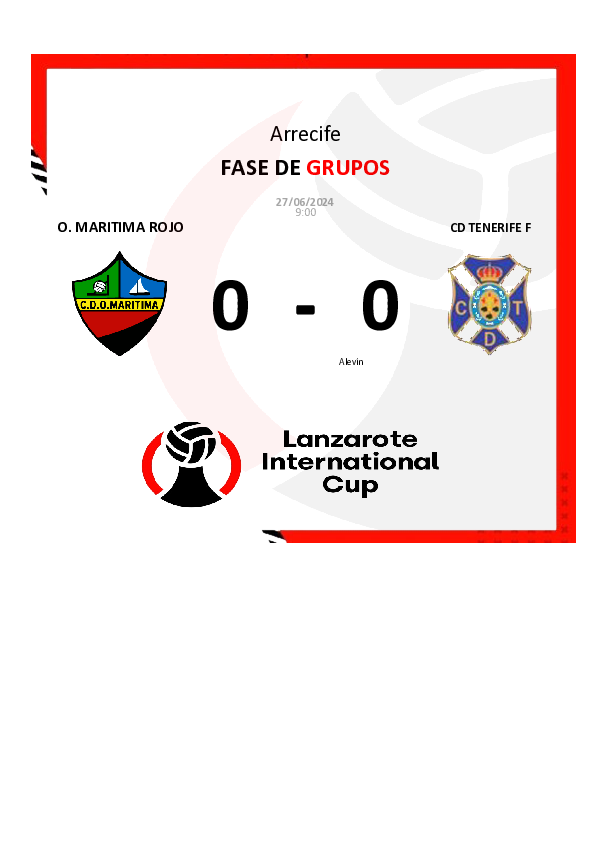 Arrecife
FASE DE GRUPOS
27/06/2024
9:00
O. MARITIMA ROJO
CD TENERIFE F
C.D.O.MARITIMA
0 - 0
C T
D
Alevin
Lanzarote
International
Cup